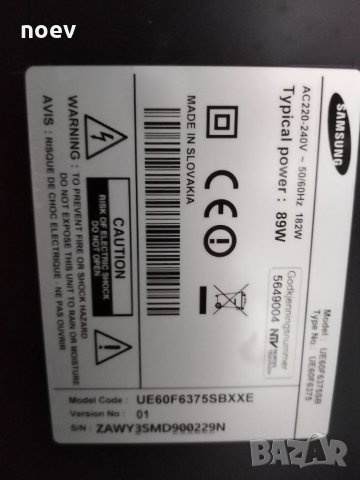 noev
SAMSUNG
Model : UE60F6375SB
Type No. : UE60F6375
AC220-240V ~ 50/60Hz 182W
Typical power : 89W
Godkjenningsnummer
5649004
CE
MADE IN SLOVAKIA
CAUTION
RISK OF ELECTRIC SHOCK
DO NOT OPEN
WARNING : TO PREVENT FIRE OR SHOCK HAZARD
DO NOT EXPOSE THIS UNIT TO RAIN OR MOISTURE
AVIS : RISQUE DE CHOC ELECTRIQUE - NE PAS OUVRIR
Model Code : UE60F6375SBXXE
Version No : 01
S/N: ZAWY3SMD900229N
BAZAR